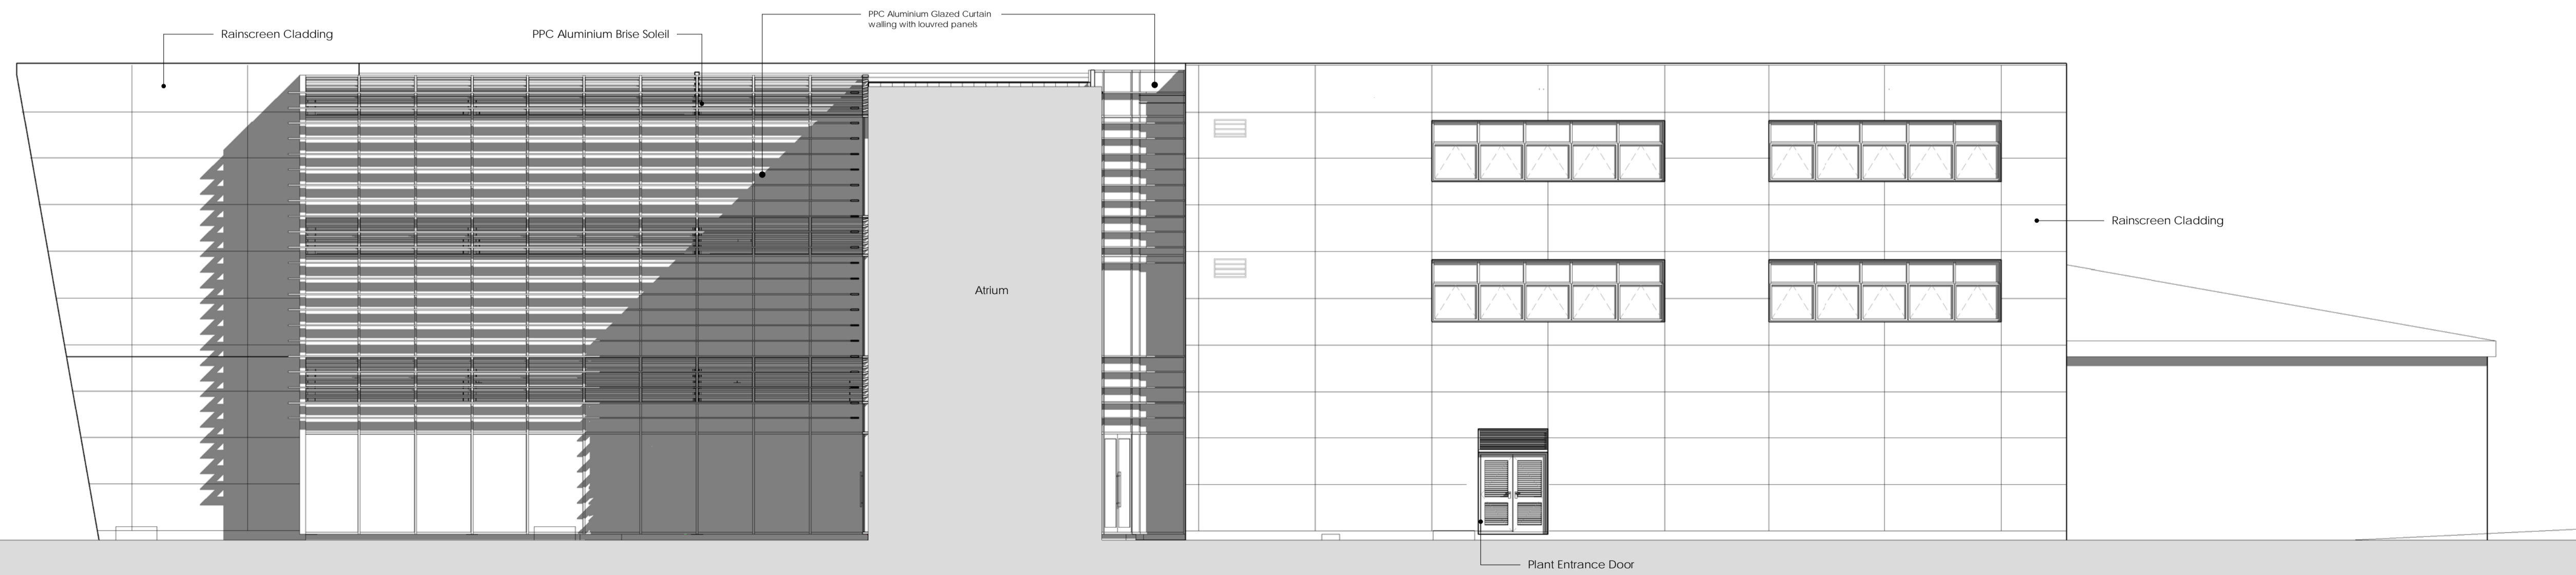 PPC Aluminium Glazed Curtain
walling with louvred panels
Rainscreen Cladding
PPC Aluminium Brise Soleil
Rainscreen Cladding
Atrium
Plant Entrance Door